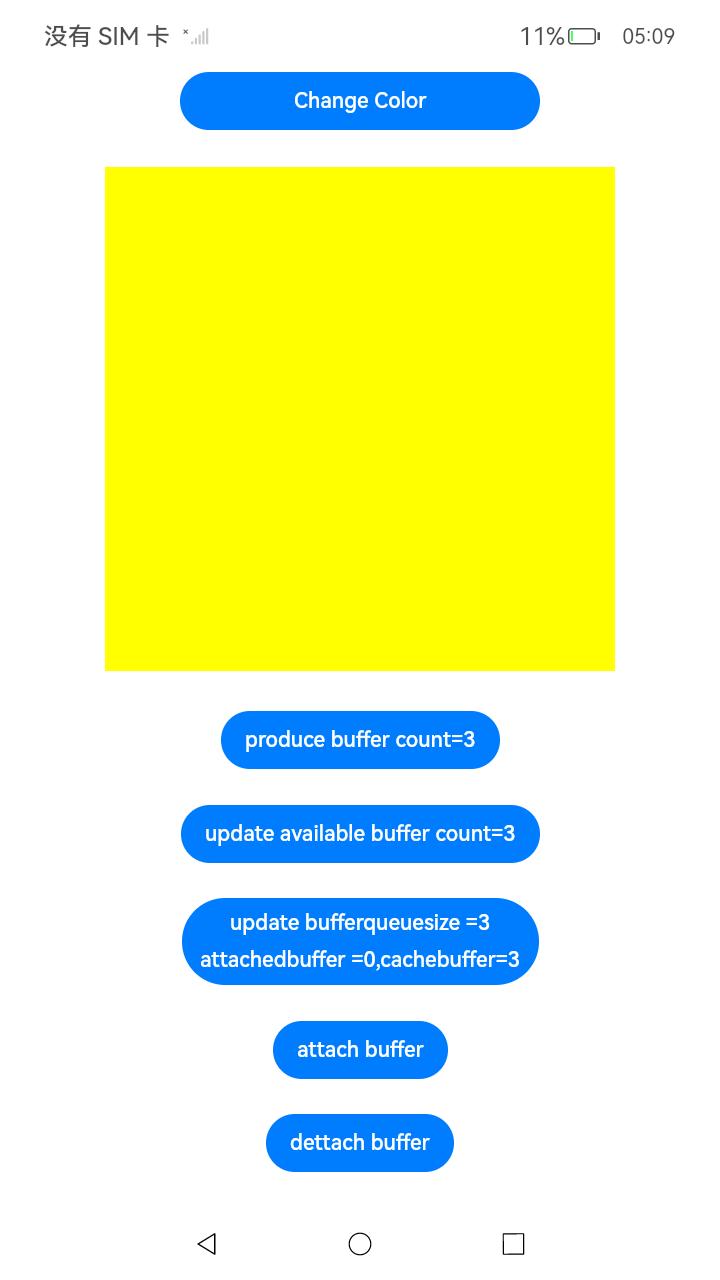 没有 SIM 卡 11% 05:09
Change Color
produce buffer count=3
update available buffer count=3
update bufferqueuesize =3
attachedbuffer =0,cachebuffer=3
attach buffer
dettach buffer